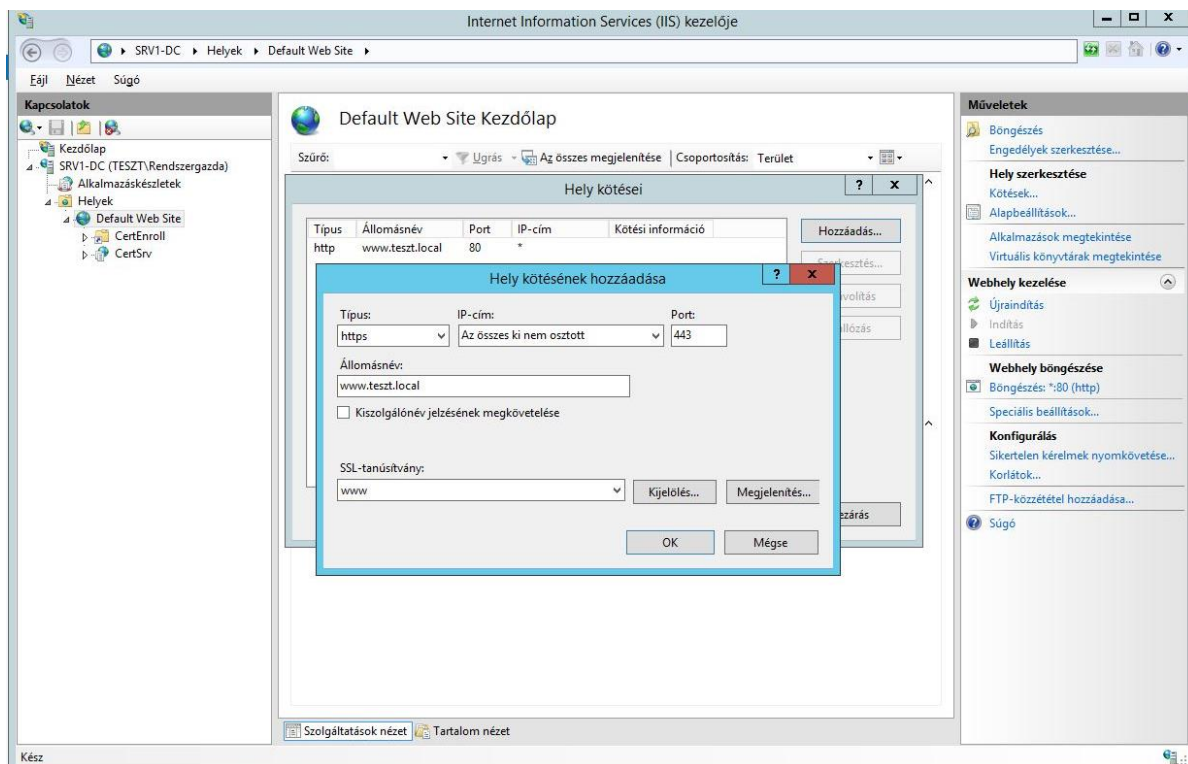 Internet Information Services (IIS) kezelője
SRV1-DC Helyek Default Web Site
Fájl Nézet Súgó
Kapcsolatok
Kezdőlap
SRV1-DC (TESZT\Rendszergazda)
Alkalmazáskészletek
Helyek
Default Web Site
CertEnroll
CertSrv
Default Web Site Kezdőlap
Szűrő: Ugrás Az összes megjelenítése Csoportosítás: Terület
Hely kötései
Típus Állomásnév Port IP-cím Kötési információ
http www.teszt.local 80 *
Hozzáadás...
Hely kötésének hozzáadása
Típus: IP-cím: Port:
https Az összes ki nem osztott 443
Állomásnév:
www.teszt.local
Kiszolgálónév jelzésének megkövetelése
SSL-tanúsítvány:
www Kijelölés... Megjelenítés...
OK Mégse
Szolgáltatások nézet Tartalom nézet
Műveletek
Böngészés
Engedélyek szerkesztése...
Hely szerkesztése
Kötések...
Alapbeállítások...
Alkalmazások megtekintése
Virtuális könyvtárak megtekintése
Webhely kezelése
Újraindítás
Indítás
Leállítás
Webhely böngészése
Böngészés: *:80 (http)
Speciális beállítások...
Konfigurálás
Sikertelen kérelmek nyomkövetése...
Korlátok...
FTP-közzététel hozzáadása...
Súgó
Kész